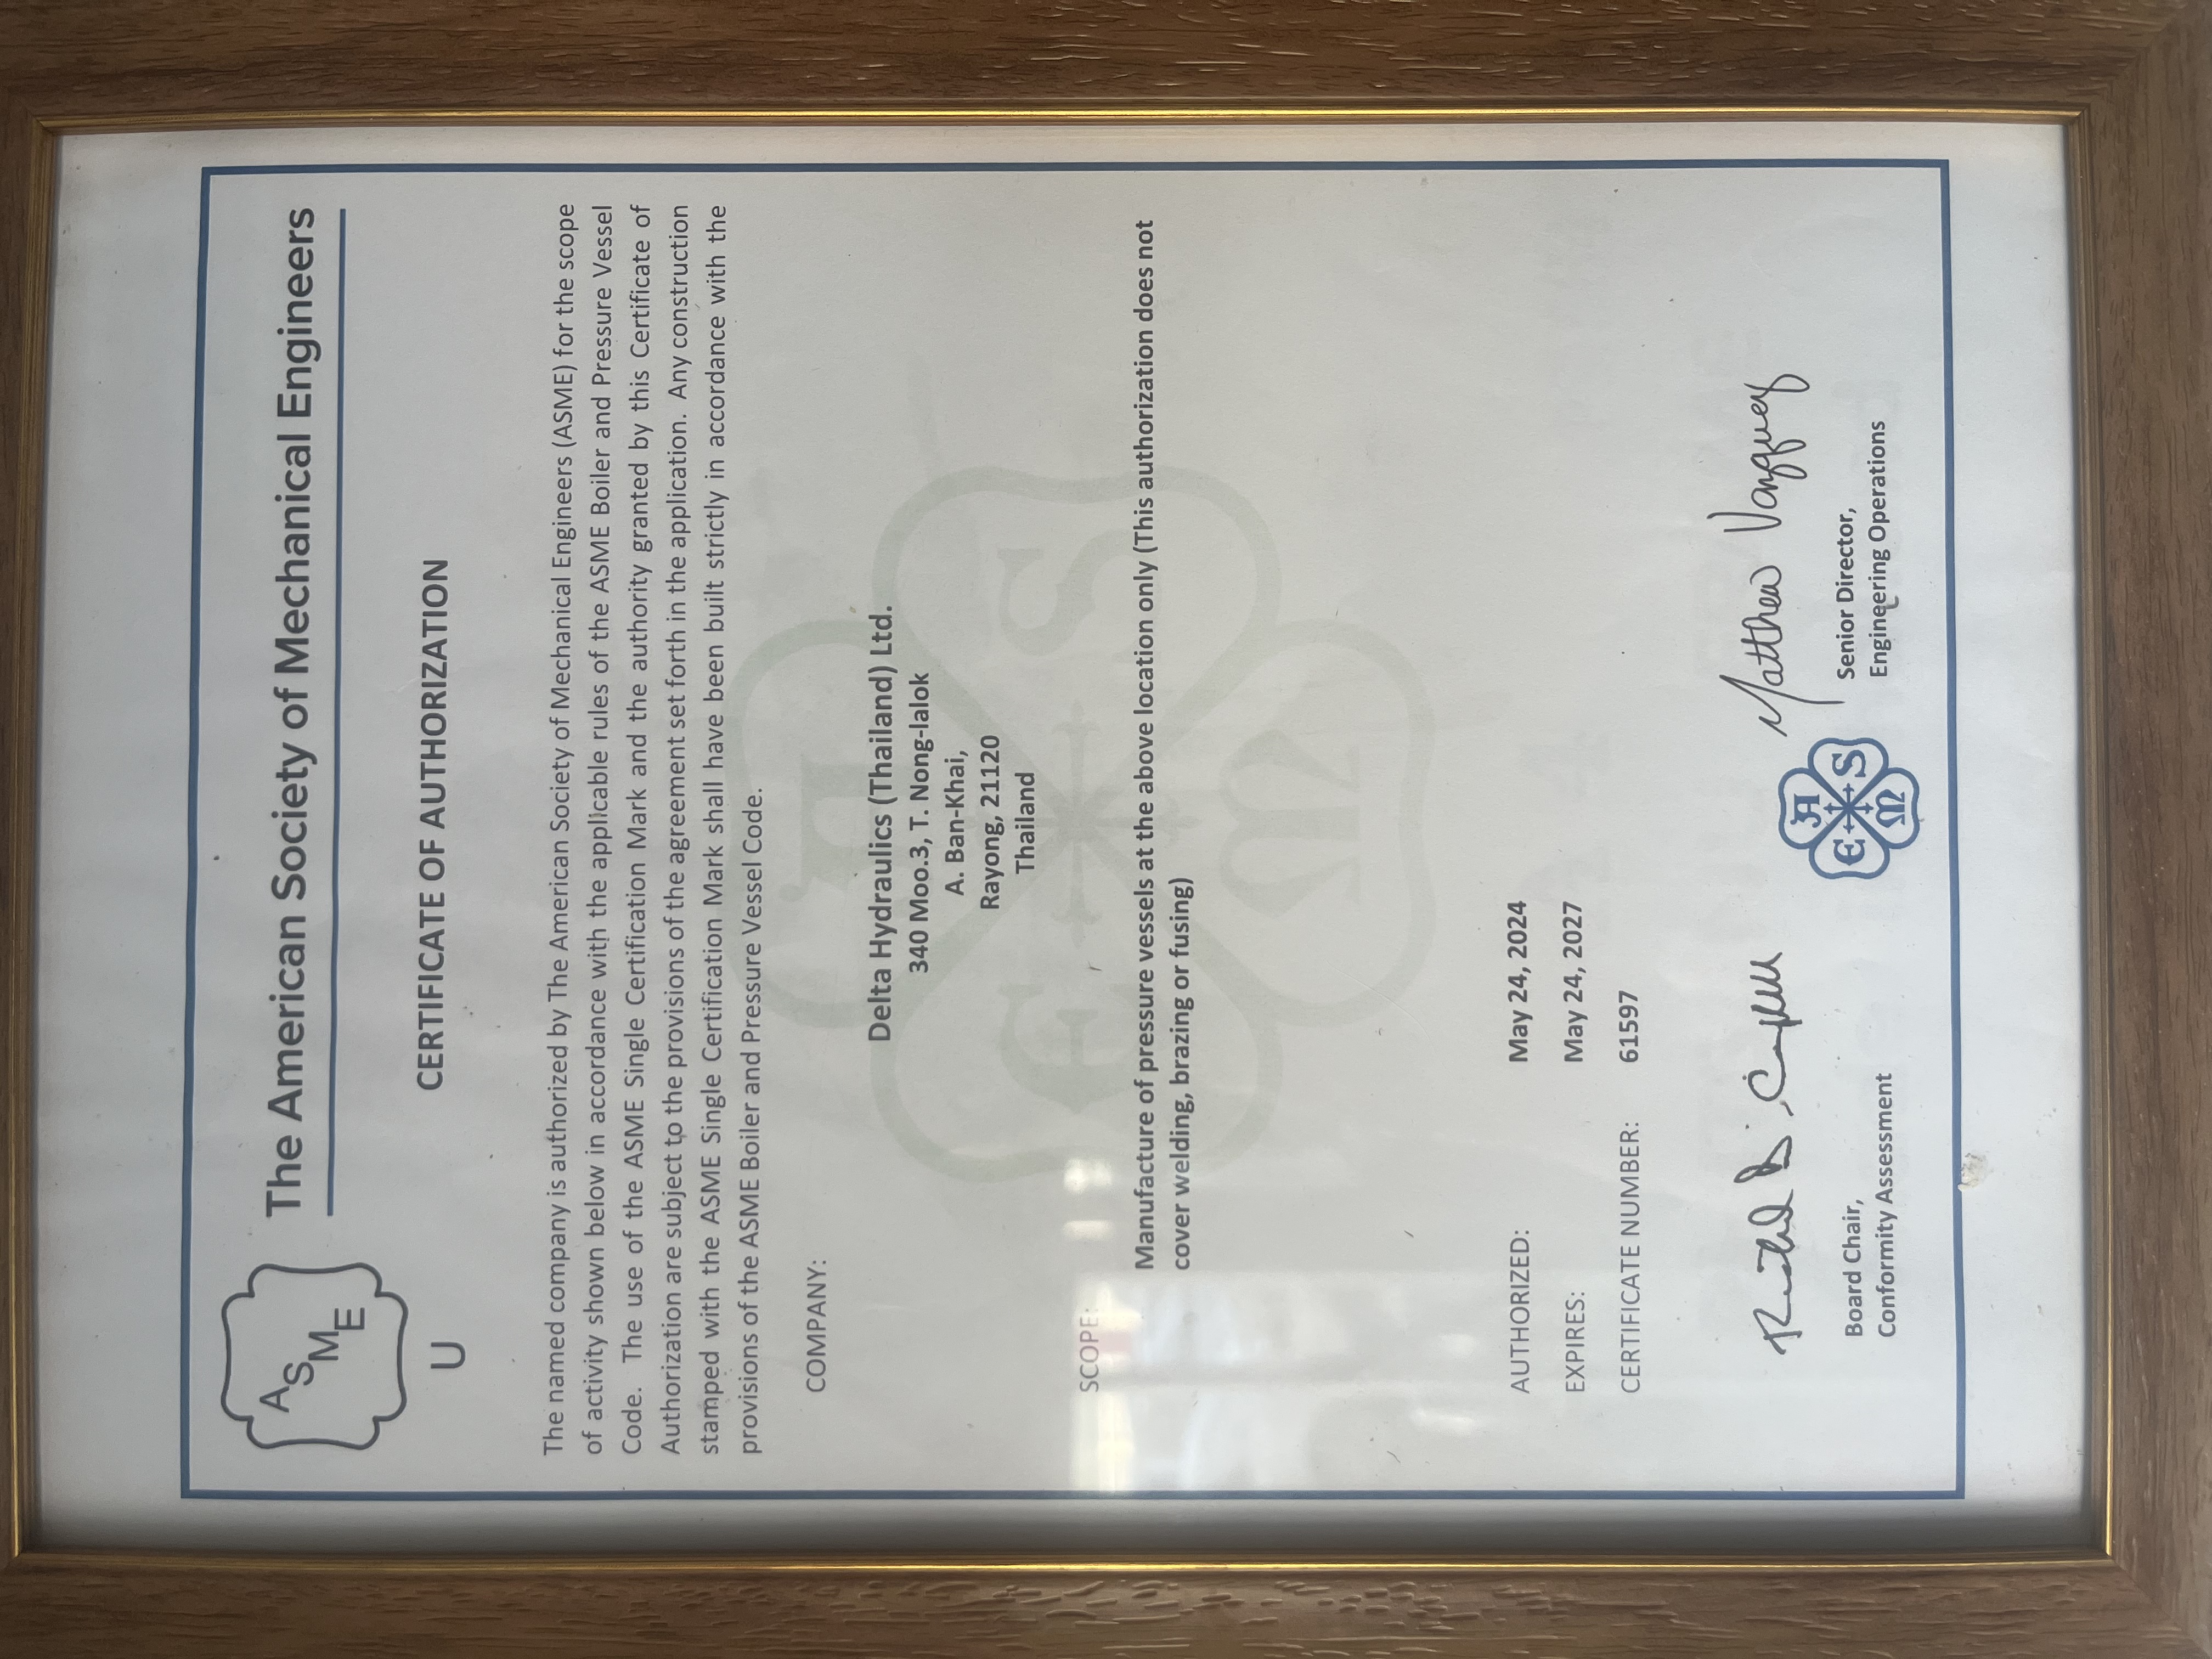 ASME
The American Society of Mechanical Engineers
U
CERTIFICATE OF AUTHORIZATION
The named company is authorized by The American Society of Mechanical Engineers (ASME) for the scope
of activity shown below in accordance with the applicable rules of the ASME Boiler and Pressure Vessel
Code. The use of the ASME Single Certification Mark and the authority granted by this Certificate of
Authorization are subject to the provisions of the agreement set forth in the application. Any construction
stamped with the ASME Single Certification Mark shall have been built strictly in accordance with the
provisions of the ASME Boiler and Pressure Vessel Code.
COMPANY:
Delta Hydraulics (Thailand) Ltd.
340 Moo.3, T. Nong-lalok
A. Ban-Khai,
Rayong, 21120
Thailand
SCOPE:
Manufacture of pressure vessels at the above location only (This authorization does not
cover welding, brazing or fusing)
AUTHORIZED: May 24, 2024
EXPIRES: May 24, 2027
CERTIFICATE NUMBER: 61597
Matthew Vazquez
Board Chair,
Conformity Assessment
ASME
Senior Director,
Engineering Operations